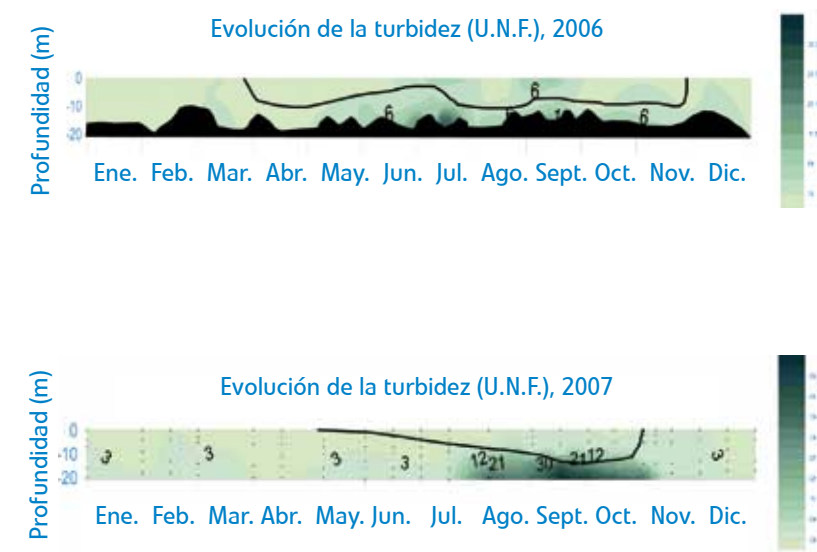 Evolución de la turbidez (U.N.F.), 2006
Profundidad (m)
0
-10
-20
6
6
6
Ene. Feb. Mar. Abr. May. Jun. Jul. Ago. Sept. Oct. Nov. Dic.
Evolución de la turbidez (U.N.F.), 2007
Profundidad (m)
0
-10
-20
3 3 3 3 12 21 30 21 12 3
Ene. Feb. Mar. Abr. May. Jun. Jul. Ago. Sept. Oct. Nov. Dic.